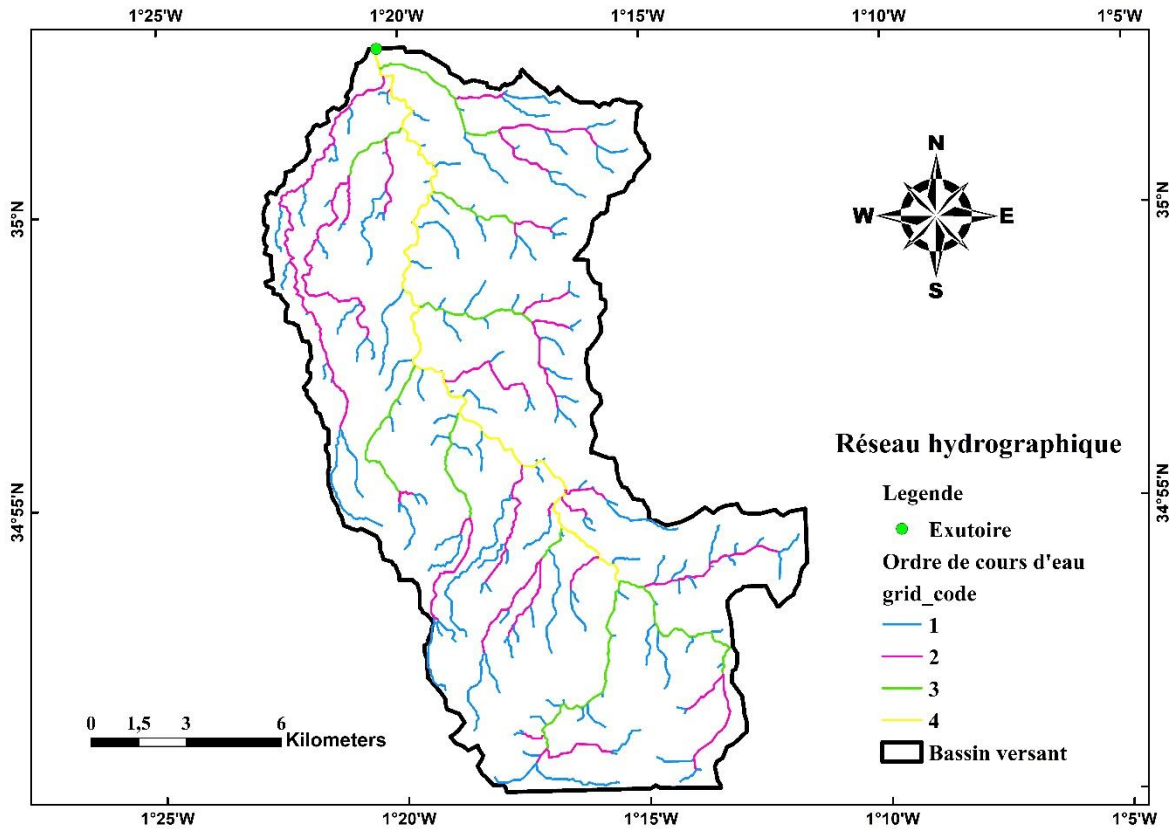 1°25'W 1°20'W 1°15'W 1°10'W 1°5'W
35°N
35°N
N
W E
S
34°55'N
34°55'N
Réseau hydrographique
Legende
Exutoire
Ordre de cours d'eau
grid_code
1
2
3
4
Bassin versant
0 1,5 3 6
Kilometers
1°25'W 1°20'W 1°15'W 1°10'W 1°5'W